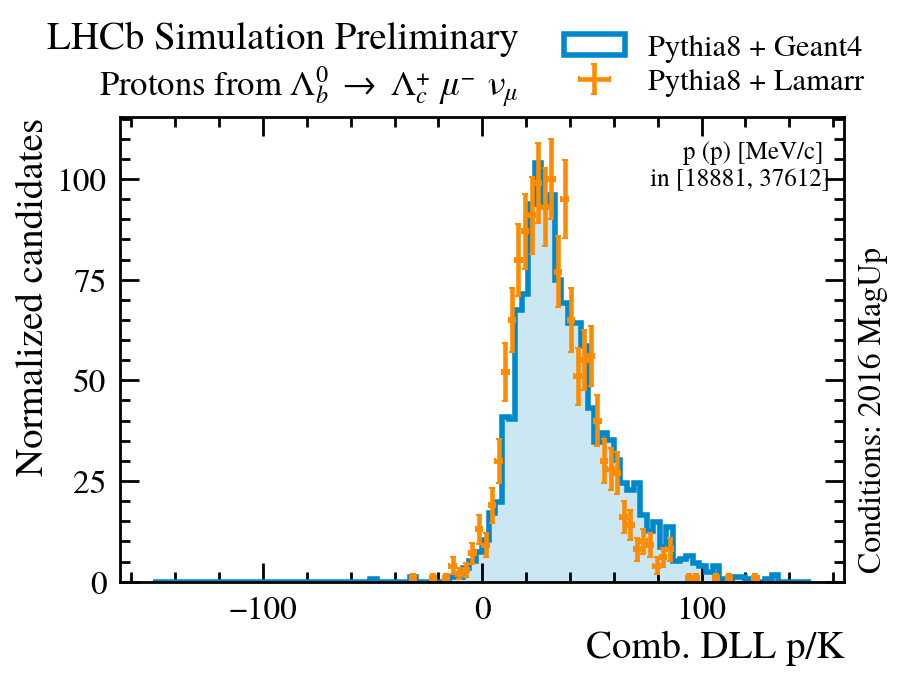 LHCb Simulation Preliminary
Protons from Λ_b^0 → Λ_c^+ μ^− ν_μ
Pythia8 + Geant4
Pythia8 + Lamarr
p (p) [MeV/c]
in [18881, 37612]
Normalized candidates
100
75
50
25
0
−100
0
100
Comb. DLL p/K
Conditions: 2016 MagUp